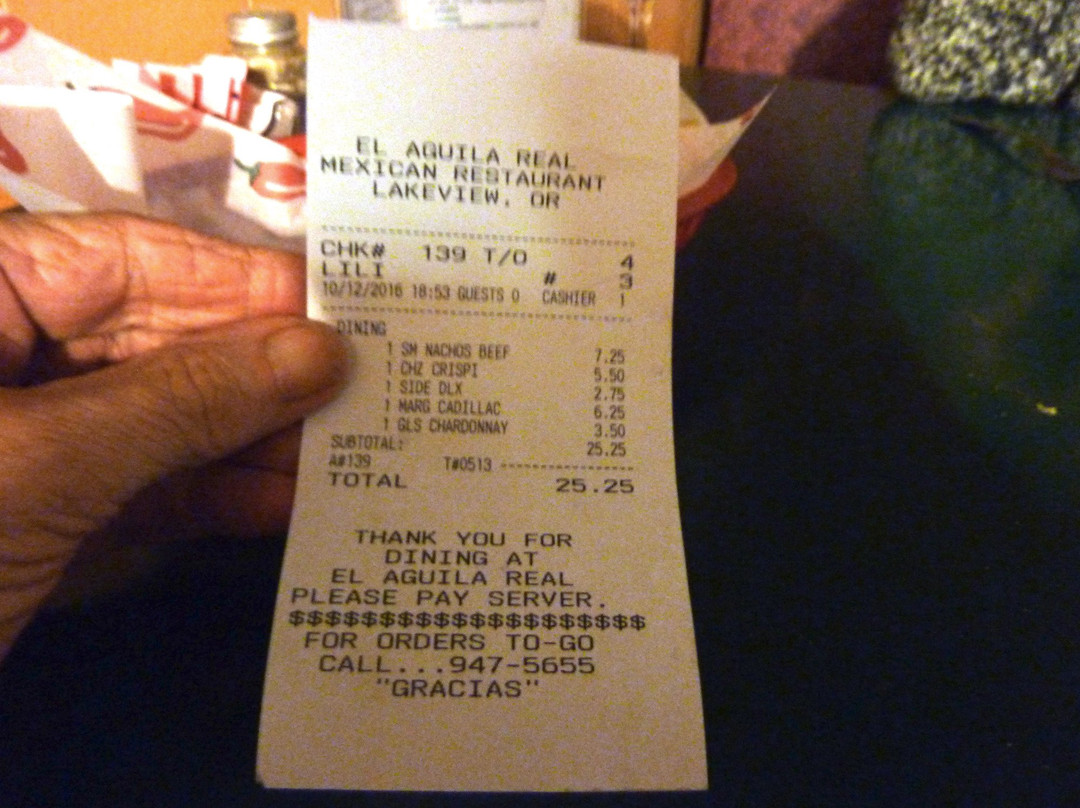 EL AGUILA REAL
MEXICAN RESTAURANT
LAKEVIEW, OR
CHK# 139 T/O 4
LILI # 3
10/12/2016 18:53 GUESTS 0 CASHIER 1
DINING
1 SM NACHOS BEEF 7.25
1 CHZ CRISPI 5.50
1 SIDE DLX 2.75
1 MARG CADILLAC 6.25
1 GLS CHARDONNAY 3.50
SUBTOTAL: 25.25
A#139 T#0513
TOTAL 25.25
THANK YOU FOR
DINING AT
EL AGUILA REAL
PLEASE PAY SERVER.
$$$$$$$$$$$$$$$$$$$$
FOR ORDERS TO-GO
CALL...947-5655
"GRACIAS"